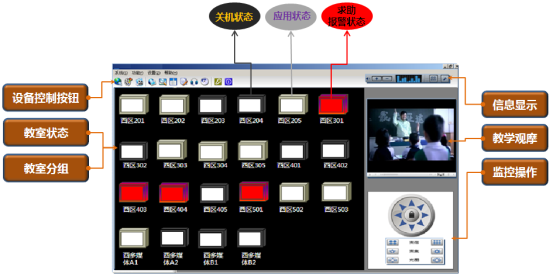 关机状态
应用状态
求助
报警状态
设备控制按钮
教室状态
教室分组
信息显示
教学观摩
监控操作
西区201
西区202
西区203
西区204
西区205
西区301
西区302
西区303
西区304
西区305
西区401
西区402
西区403
西区404
西区405
西区501
西区502
西区503
西多媒
体A1
西多媒
体A2
西多媒
体B1
西多媒
体B2